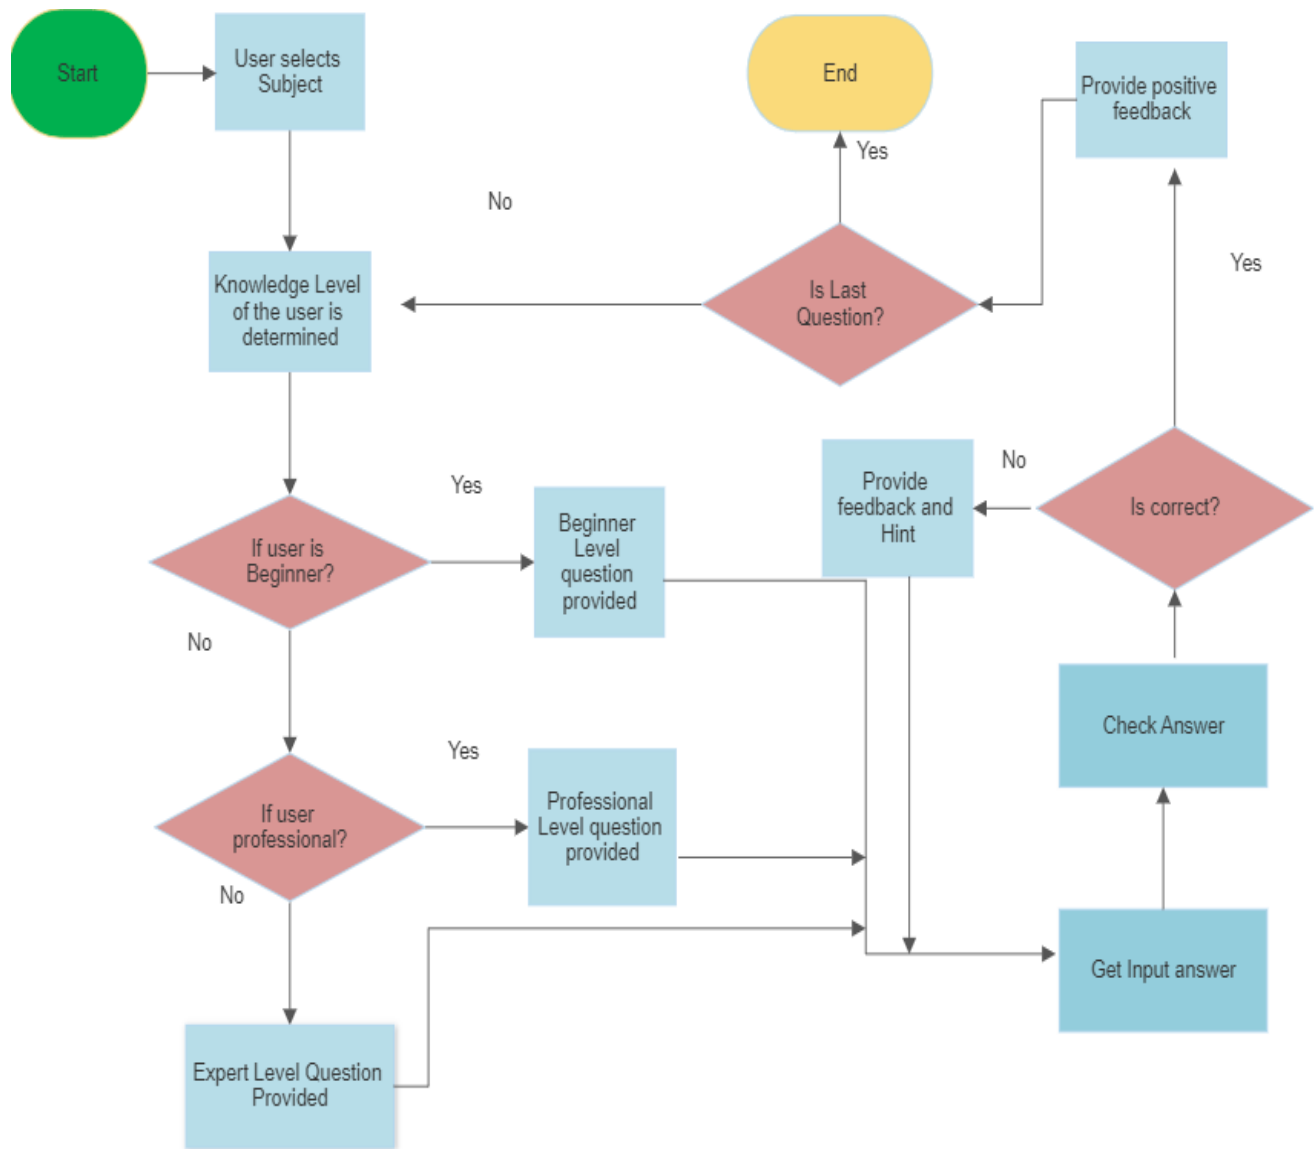 Start
User selects
Subject
End
Provide positive
feedback
Yes
No
Yes
Knowledge Level
of the user is
determined
Is Last
Question?
Yes
No
Provide
feedback and
Hint
Is correct?
If user is
Beginner?
Beginner
Level
question
provided
No
Check Answer
Yes
If user
professional?
Professional
Level question
provided
No
Get Input answer
Expert Level Question
Provided